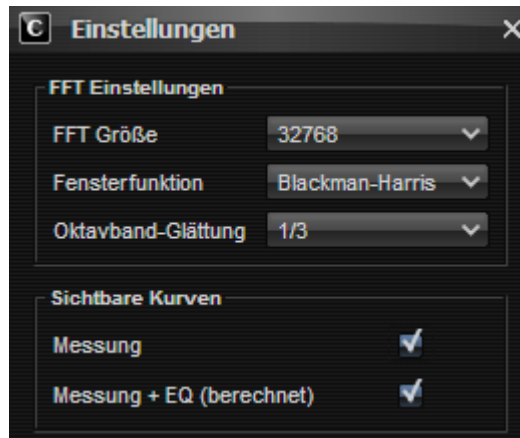 C Einstellungen
FFT Einstellungen
FFT Größe 32768
Fensterfunktion Blackman-Harris
Oktavband-Glättung 1/3
Sichtbare Kurven
Messung
Messung + EQ (berechnet)